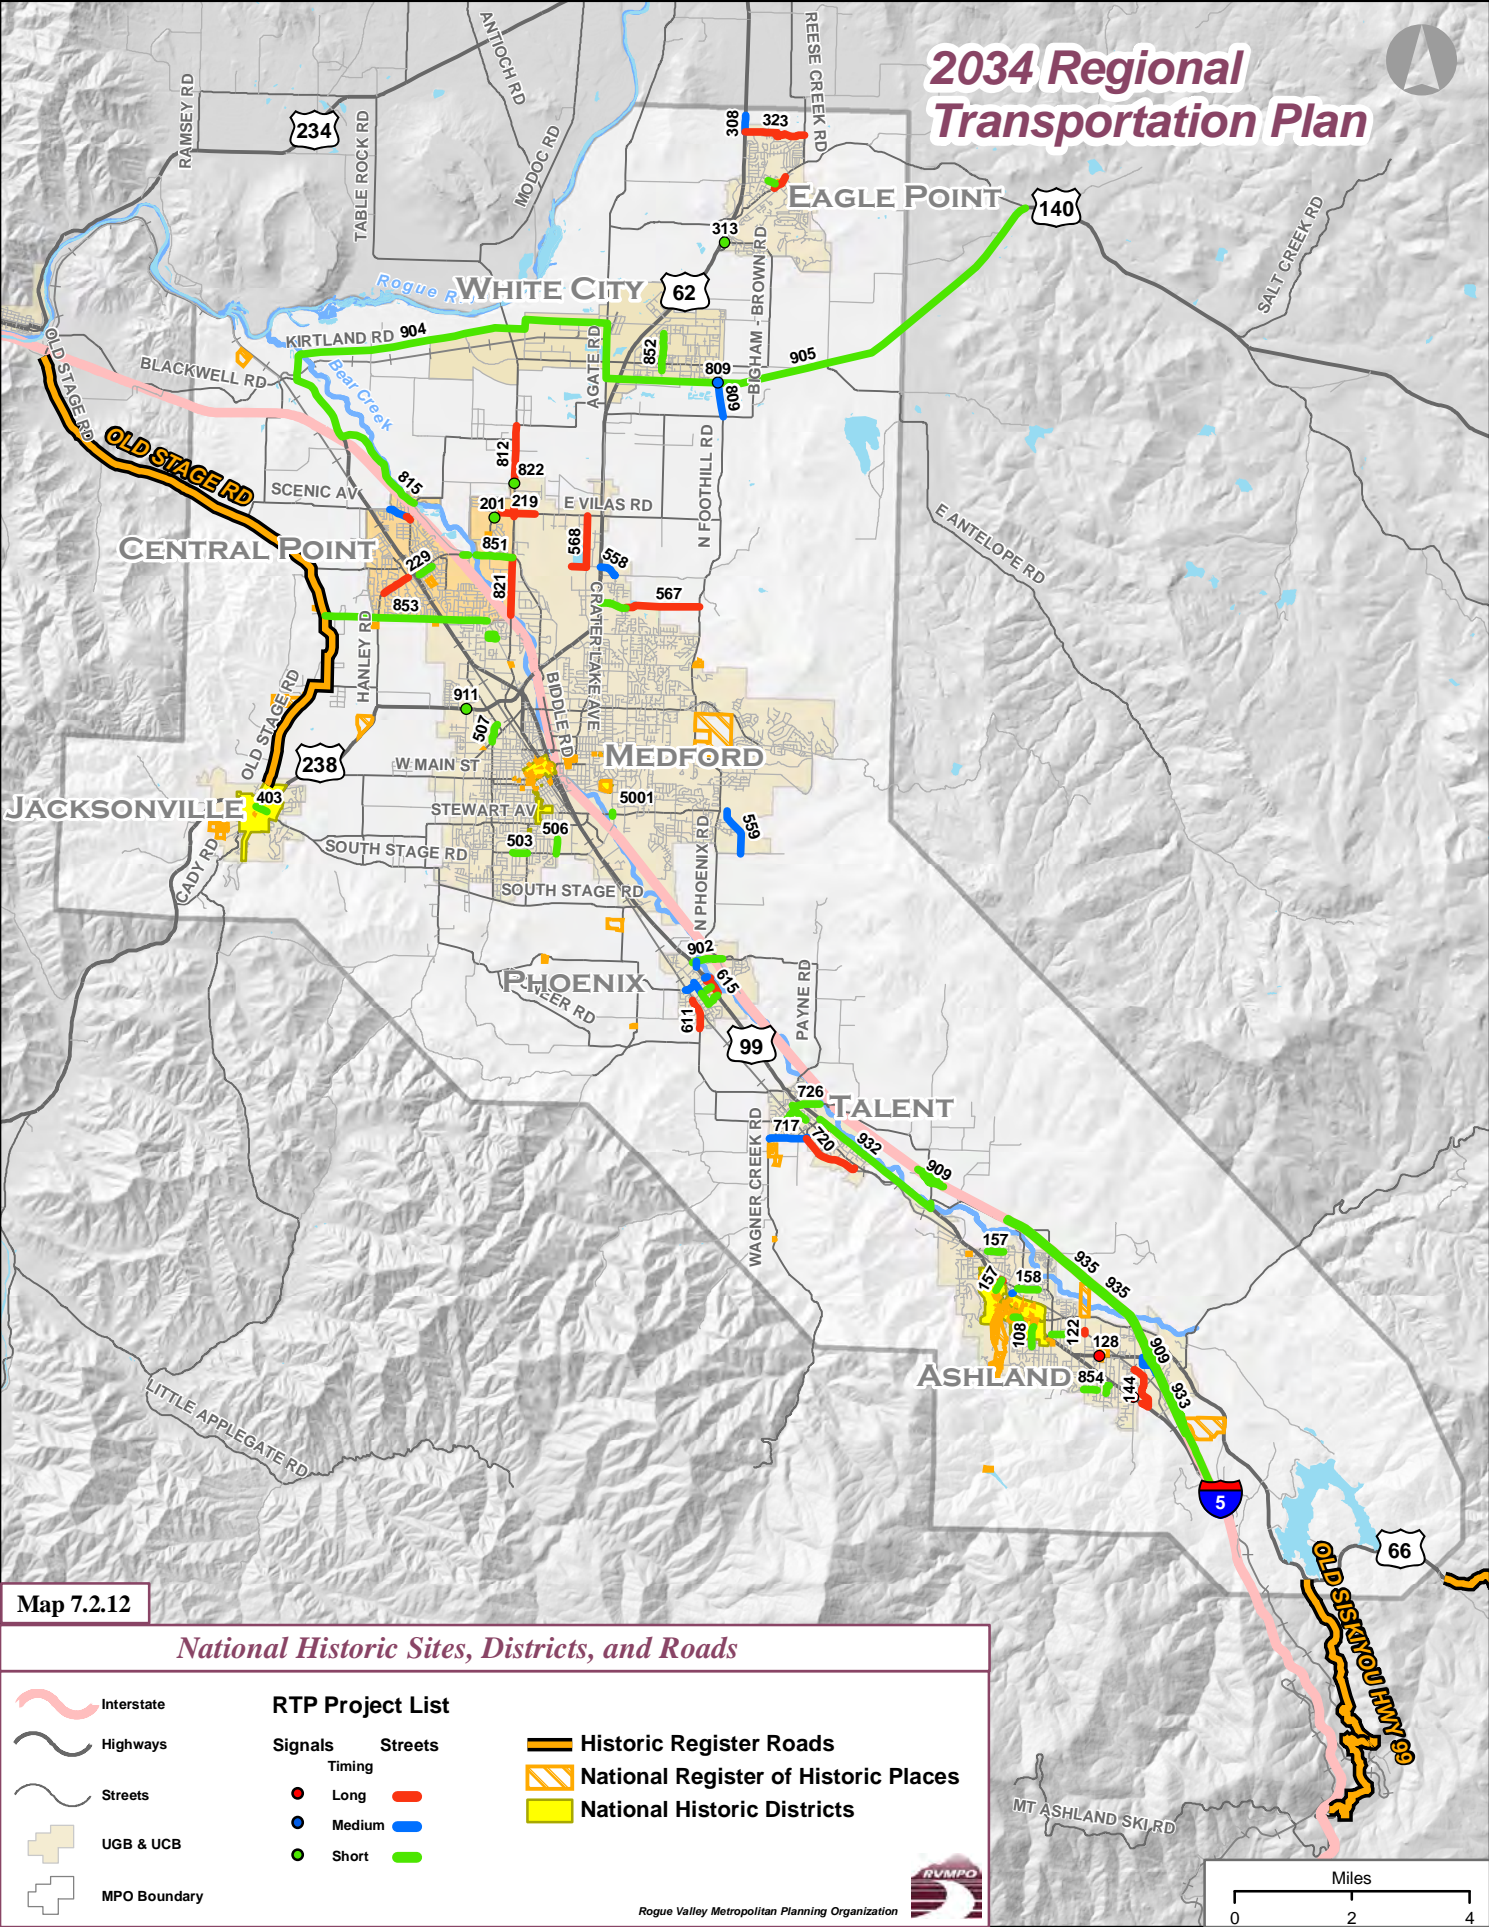 2034 Regional
Transportation Plan
RAMSEY RD
234
TABLE ROCK RD
ANTIOCH RD
MODOC RD
REESE CREEK RD
308
323
EAGLE POINT
140
SALT CREEK RD
313
BIGHAM - BROWN RD
WHITE CITY
62
Rogue R
KIRTLAND RD
904
AGATE RD
852
905
809
608
BLACKWELL RD
Bear Creek
OLD STAGE RD
OLD STAGE RD
812
822
N FOOTHILL RD
SCENIC AV
815
201
219
E VILAS RD
E ANTELOPE RD
CENTRAL POINT
229
851
568
558
821
567
853
HANLEY RD
CRATER LAKE AVE
OLD STAGE RD
911
507
BIDDLE RD
238
W MAIN ST
MEDFORD
JACKSONVILLE
403
STEWART AV
5001
559
503
506
SOUTH STAGE RD
CADY RD
SOUTH STAGE RD
N PHOENIX RD
902
PHOENIX
615
EER RD
611
PAYNE RD
99
726
TALENT
717
720
932
WAGNER CREEK RD
909
157
935
935
157
158
108
122
128
909
ASHLAND
854
144
933
LITTLE APPLEGATE RD
5
66
OLD SISKIYOU HWY 99
MT ASHLAND SKI RD
Map 7.2.12
National Historic Sites, Districts, and Roads
Interstate
Highways
Streets
UGB & UCB
MPO Boundary
RTP Project List
Signals Streets
Timing
Long
Medium
Short
Historic Register Roads
National Register of Historic Places
National Historic Districts
RVMPO
Rogue Valley Metropolitan Planning Organization
Miles
0 2 4